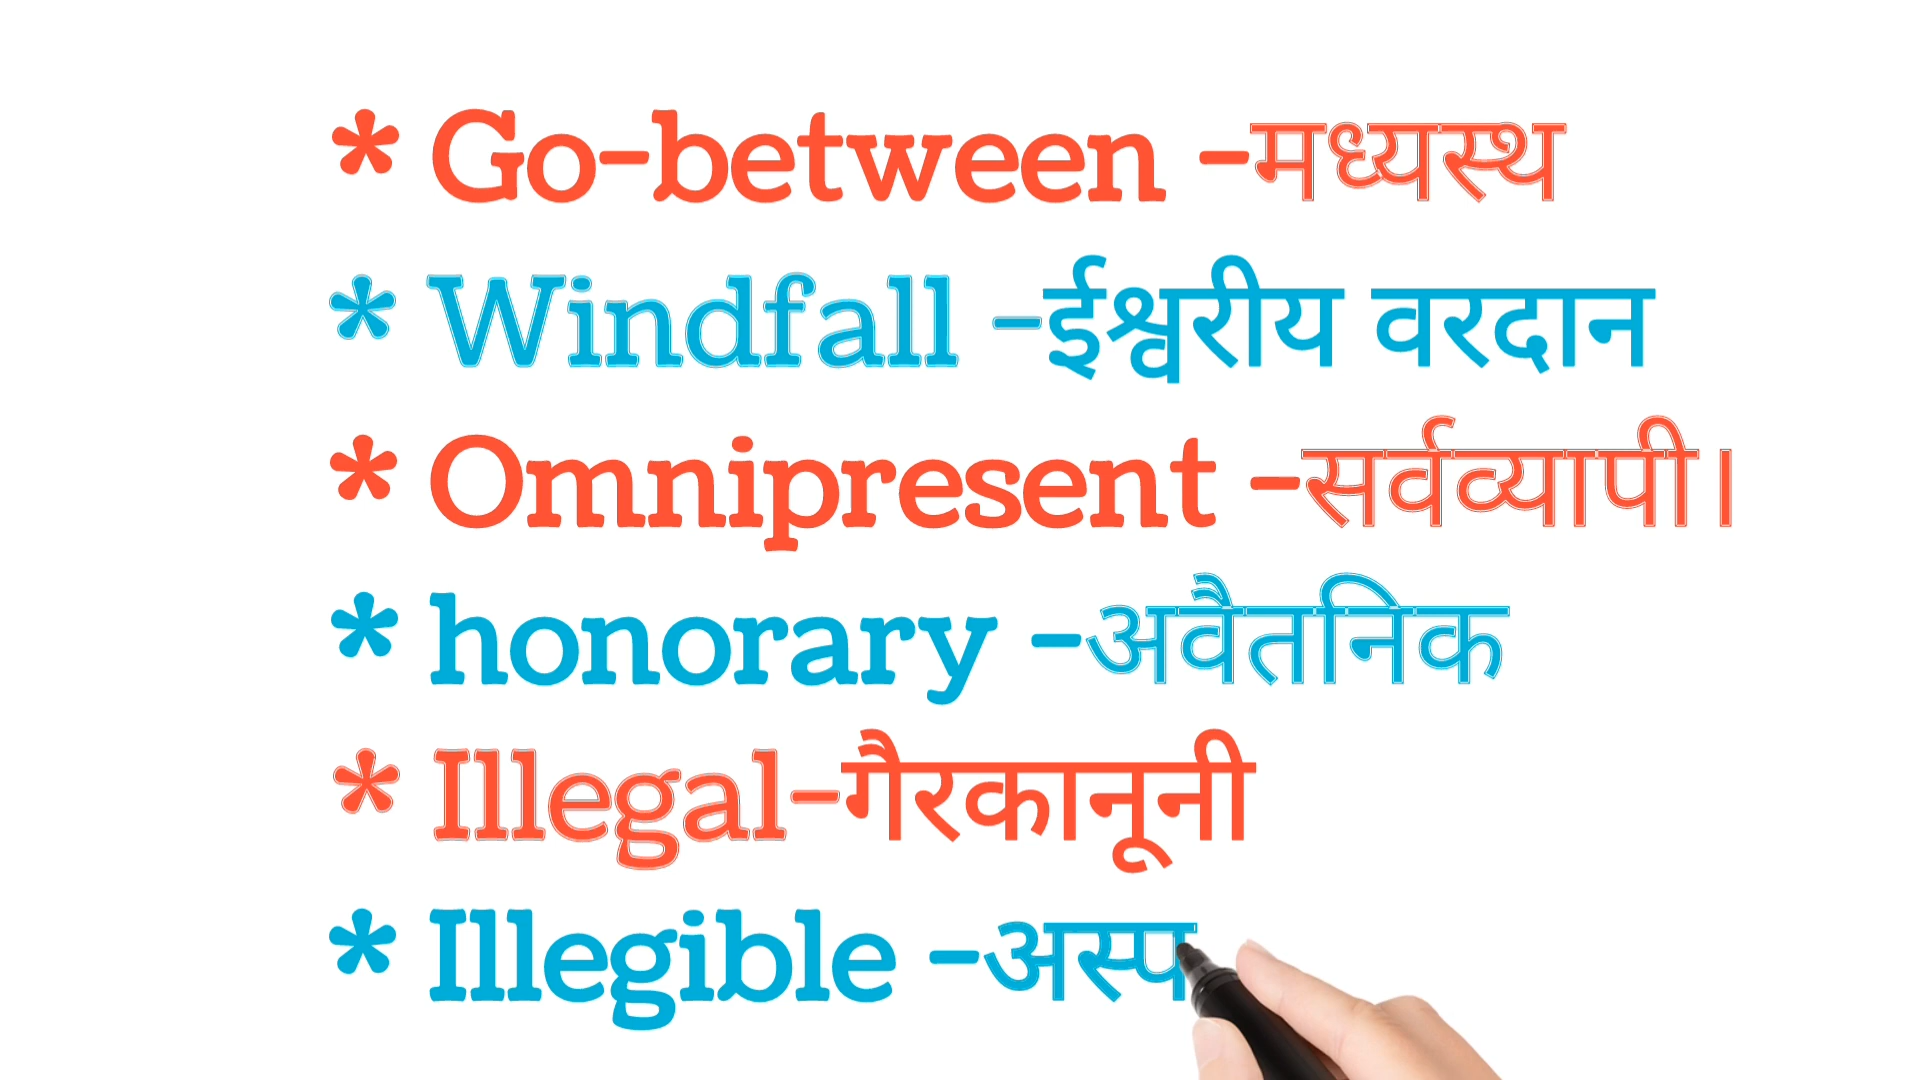 * Go-between -मध्यस्थ
* Windfall -ईश्वरीय वरदान
* Omnipresent -सर्वव्यापी।
* honorary -अवैतनिक
* Illegal-गैरकानूनी
* Illegible -अस्प